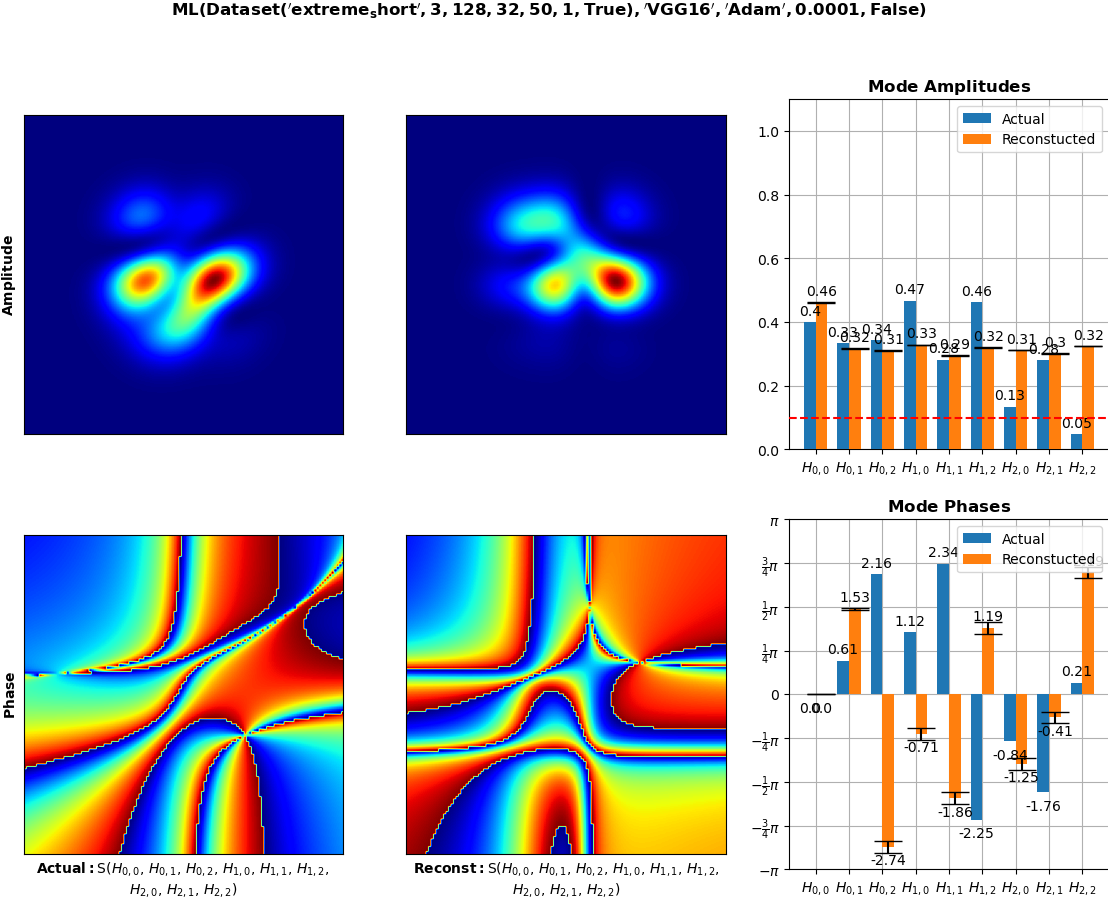 ML(Dataset('extreme_short', 3, 128, 32, 50, 1, True), 'VGG16', 'Adam', 0.0001, False)
Amplitude
Mode Amplitudes
Actual
Reconstucted
1.0
0.8
0.6
0.4
0.2
0.0
0.4
0.46
0.33
0.32
0.34
0.31
0.47
0.33
0.28
0.29
0.46
0.32
0.13
0.31
0.28
0.3
0.05
0.32
H0,0 H0,1 H0,2 H1,0 H1,1 H1,2 H2,0 H2,1 H2,2
Phase
Actual: S(H0,0, H0,1, H0,2, H1,0, H1,1, H1,2,
H2,0, H2,1, H2,2)
Reconst: S(H0,0, H0,1, H0,2, H1,0, H1,1, H1,2,
H2,0, H2,1, H2,2)
Mode Phases
Actual
Reconstucted
π
3/4π
1/2π
1/4π
0
−1/4π
−1/2π
−3/4π
−π
0.0
0.0
0.61
1.53
2.16
-2.74
1.12
-0.71
2.34
-1.86
-2.25
1.19
-0.84
-1.25
-1.76
-0.41
0.21
H0,0 H0,1 H0,2 H1,0 H1,1 H1,2 H2,0 H2,1 H2,2